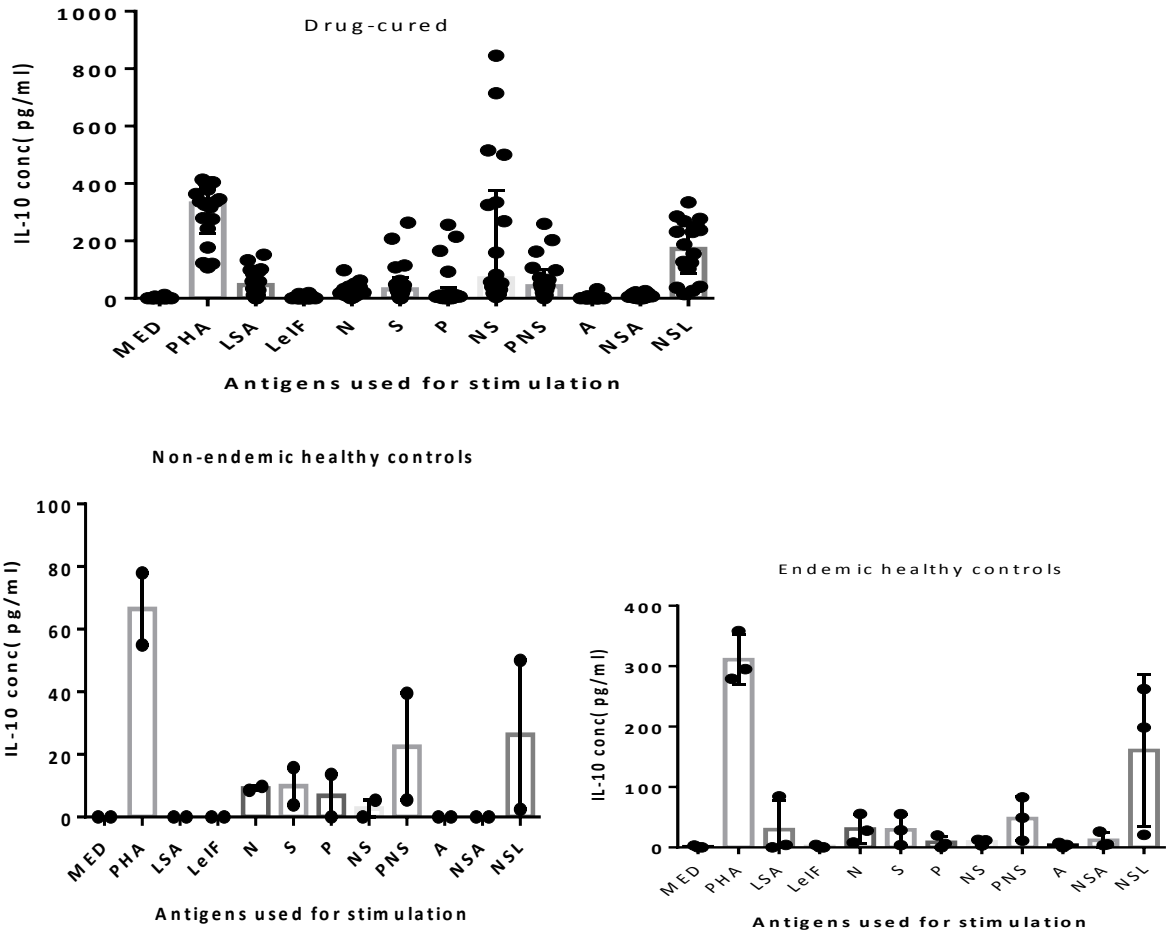 Drug-cured
IL-10 conc( pg/ml)
1000
800
600
400
200
0
MED PHA LSA LeIF N S P NS PNS A NSA NSL
Antigens used for stimulation
Non-endemic healthy controls
IL-10 conc( pg/ml)
100
80
60
40
20
0
MED PHA LSA LeIF N S P NS PNS A NSA NSL
Antigens used for stimulation
Endemic healthy controls
IL-10 conc( pg/ml)
400
300
200
100
0
MED PHA LSA LeIF N S P NS PNS A NSA NSL
Antigens used for stimulation